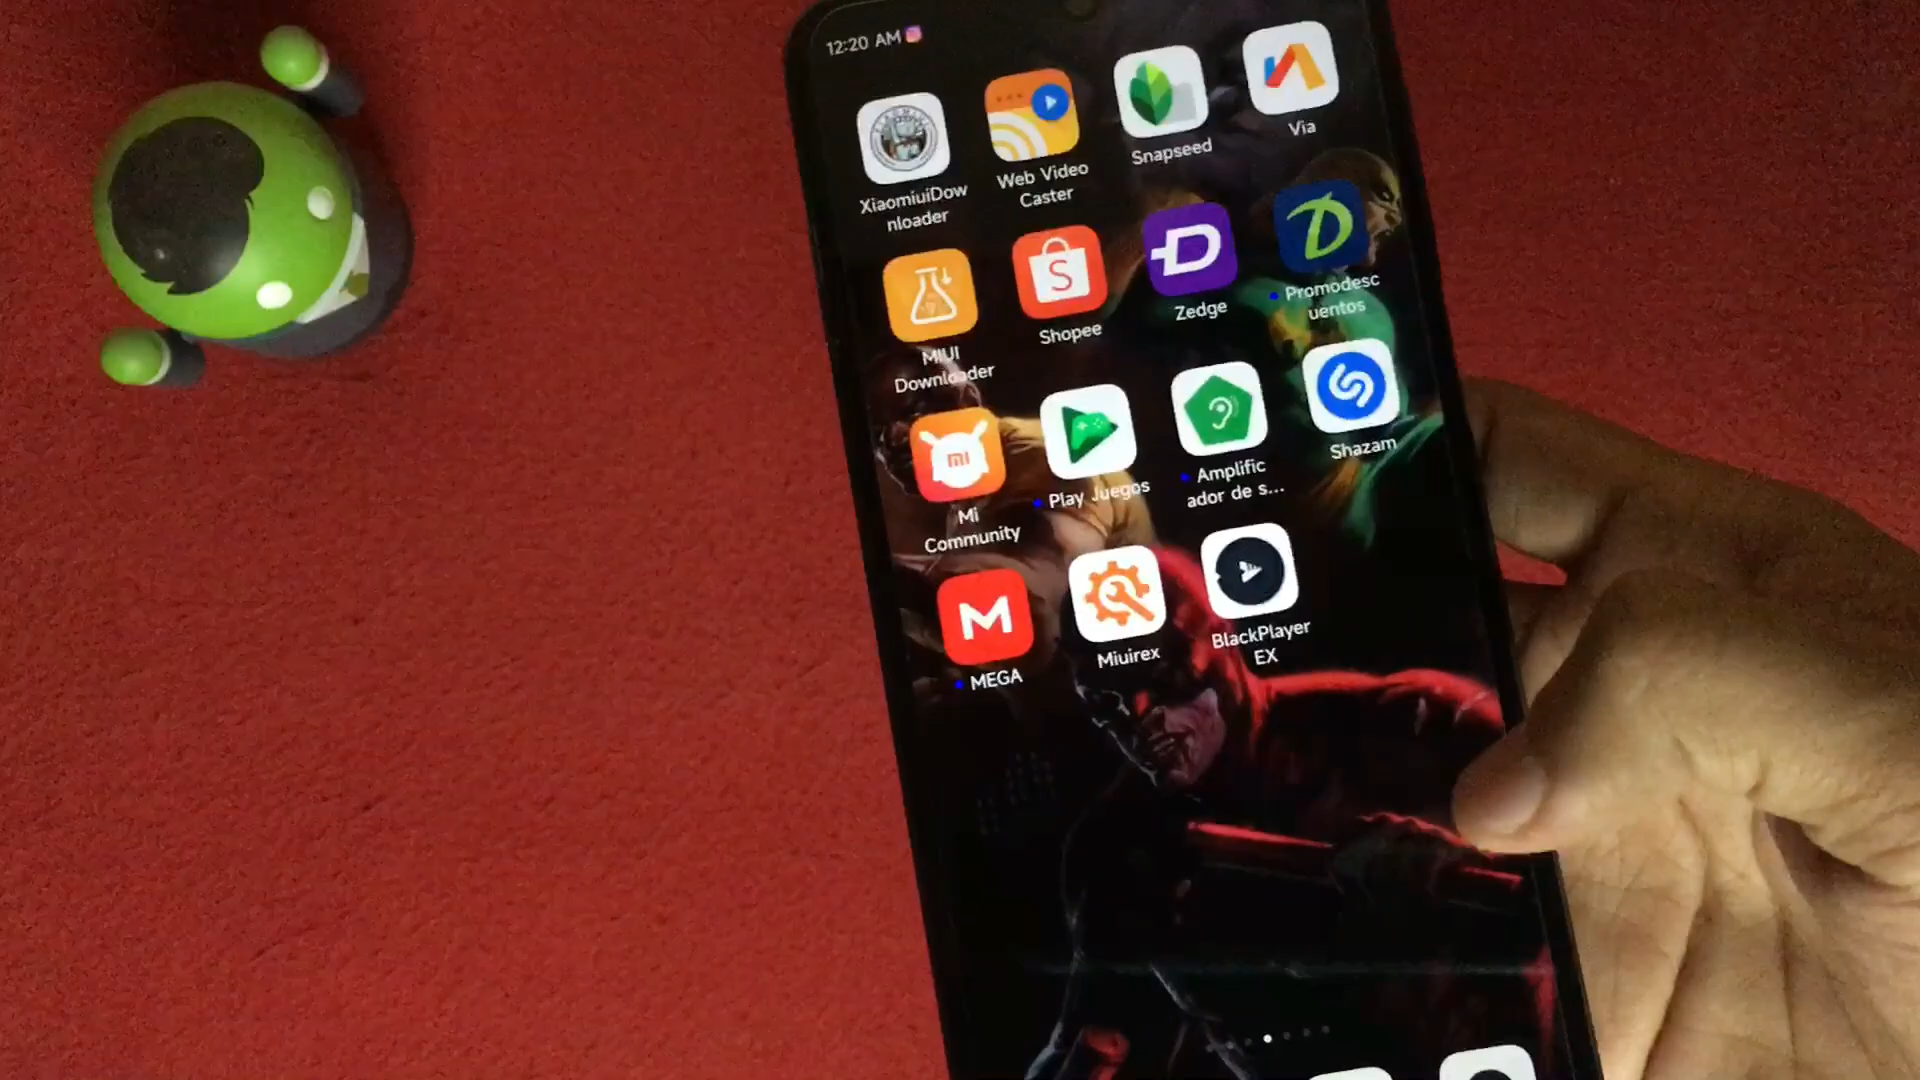 12:20 AM
XiaomiuiDow
nloader
Web Video
Caster
Snapseed
Via
MIUI
Downloader
S
Shopee
Zedge
Promodesc
uentos
mi
Mi
Community
Play Juegos
Amplific
ador de s...
Shazam
M
MEGA
Miuirex
BlackPlayer
EX